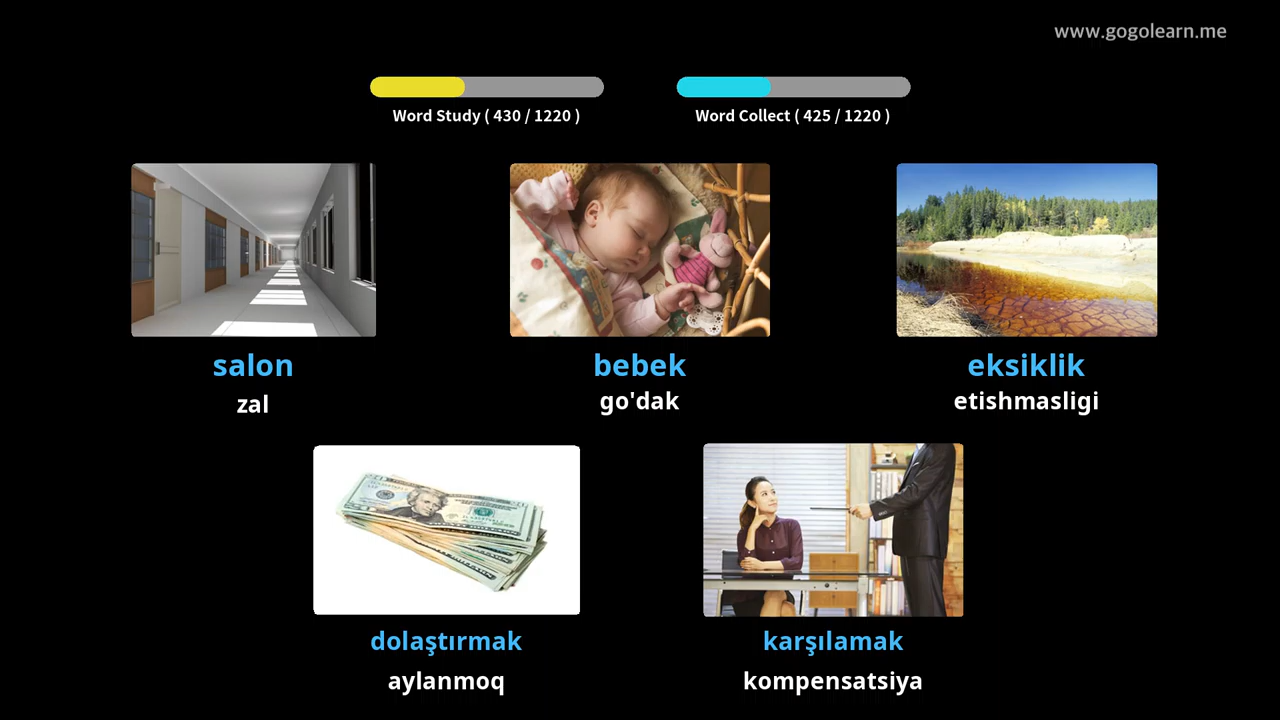 www.gogolearn.me
Word Study ( 430 / 1220 )
Word Collect ( 425 / 1220 )
salon
zal
bebek
go'dak
eksiklik
etishmasligi
dolaştırmak
aylanmoq
karşılamak
kompensatsiya